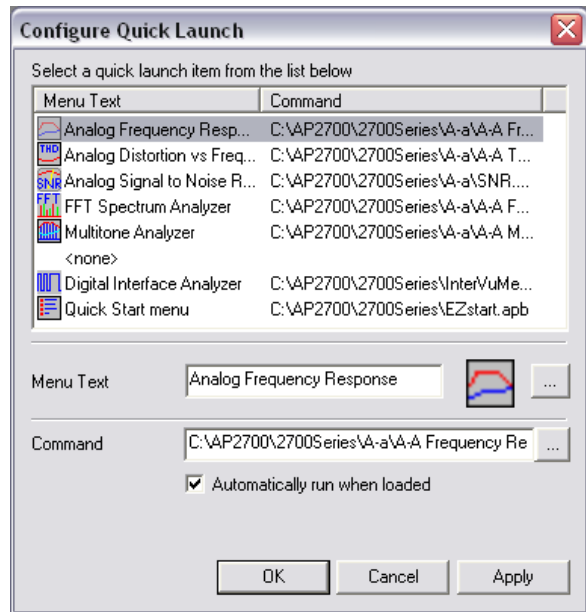 Configure Quick Launch
Select a quick launch item from the list below
Menu Text Command
Analog Frequency Resp... C:\AP2700\2700Series\A-a\A-A Fr...
THD Analog Distortion vs Freq... C:\AP2700\2700Series\A-a\A-A T...
SNR Analog Signal to Noise R... C:\AP2700\2700Series\A-a\SNR....
FFT FFT Spectrum Analyzer C:\AP2700\2700Series\A-a\A-A F...
Multitone Analyzer C:\AP2700\2700Series\A-a\A-A M...
<none>
Digital Interface Analyzer C:\AP2700\2700Series\InterVuMe...
Quick Start menu C:\AP2700\2700Series\EZstart.apb
Menu Text Analog Frequency Response ...
Command C:\AP2700\2700Series\A-a\A-A Frequency Re ...
Automatically run when loaded
OK Cancel Apply